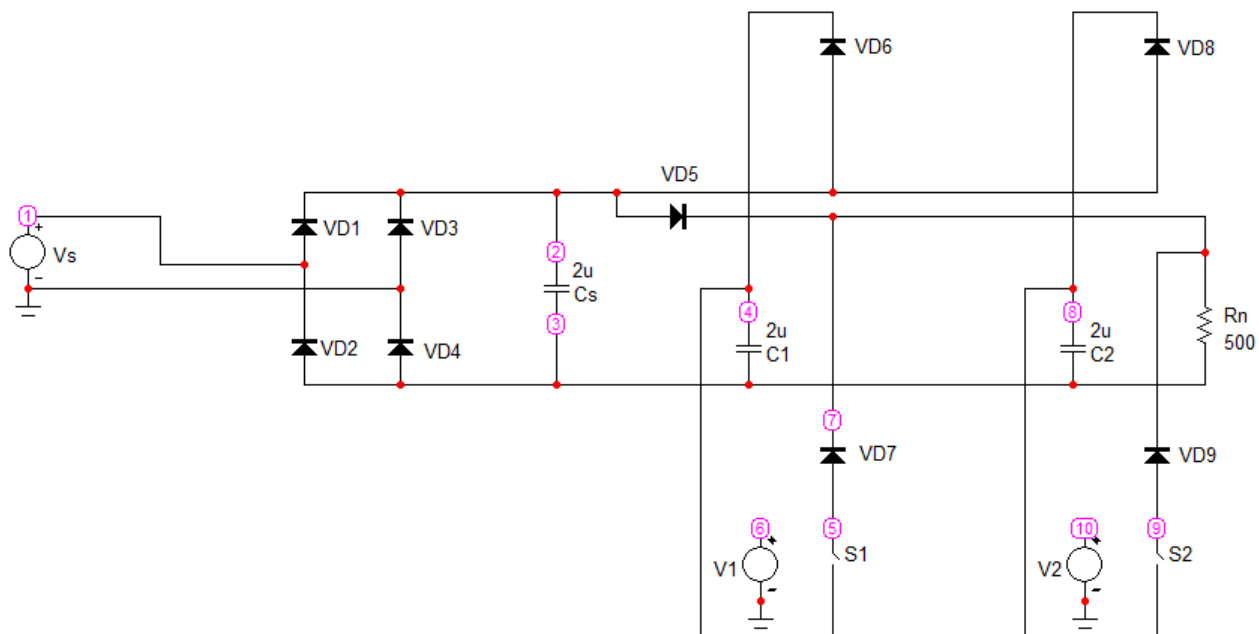 VD6
VD8
VD5
1
+
Vs
-
VD1
VD3
2
2u
Cs
3
VD2
VD4
4
2u
C1
8
2u
C2
Rn
500
7
VD7
VD9
6
+
V1
-
5
S1
10
+
V2
-
9
S2